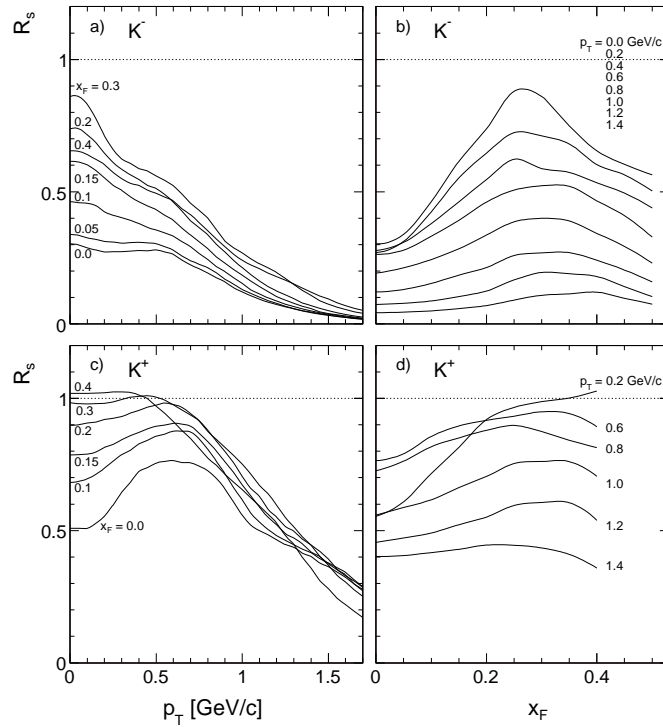 R_s
a) K^-
1
x_F = 0.3
0.2
0.4
0.15
0.1
0.05
0.0
0.5
0
b) K^-
p_T = 0.0 GeV/c
0.2
0.4
0.6
0.8
1.0
1.2
1.4
R_s
c) K^+
0.4
1
0.3
0.2
0.15
0.1
x_F = 0.0
0.5
0
0 0.5 1 1.5
p_T [GeV/c]
d) K^+
p_T = 0.2 GeV/c
0.6
0.8
1.0
1.2
1.4
0 0.2 0.4
x_F